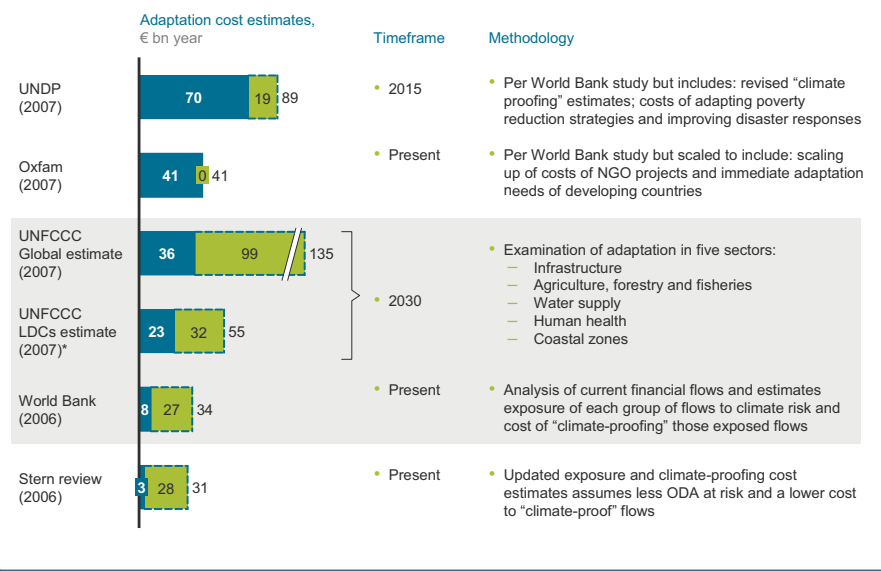 Adaptation cost estimates,
€ bn year
Timeframe
Methodology
UNDP
(2007)
70
19
89
• 2015
• Per World Bank study but includes: revised “climate
proofing” estimates; costs of adapting poverty
reduction strategies and improving disaster responses
Oxfam
(2007)
41
0
41
• Present
• Per World Bank study but scaled to include: scaling
up of costs of NGO projects and immediate adaptation
needs of developing countries
UNFCCC
Global estimate
(2007)
36
99
135
UNFCCC
LDCs estimate
(2007)*
23
32
55
• 2030
• Examination of adaptation in five sectors:
– Infrastructure
– Agriculture, forestry and fisheries
– Water supply
– Human health
– Coastal zones
World Bank
(2006)
8
27
34
• Present
• Analysis of current financial flows and estimates
exposure of each group of flows to climate risk and
cost of “climate-proofing” those exposed flows
Stern review
(2006)
3
28
31
• Present
• Updated exposure and climate-proofing cost
estimates assumes less ODA at risk and a lower cost
to “climate-proof” flows